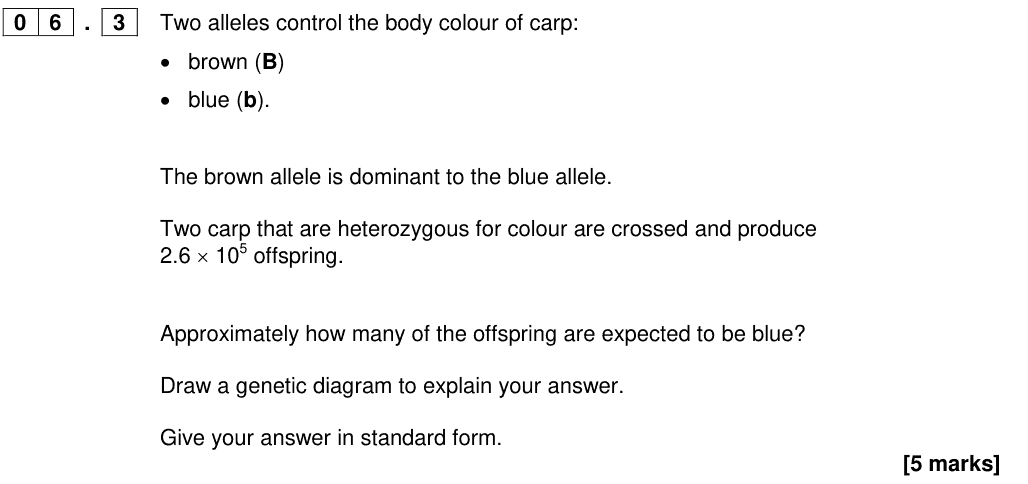 0 6 . 3 Two alleles control the body colour of carp:
• brown (B)
• blue (b).
The brown allele is dominant to the blue allele.
Two carp that are heterozygous for colour are crossed and produce
2.6 × 10⁵ offspring.
Approximately how many of the offspring are expected to be blue?
Draw a genetic diagram to explain your answer.
Give your answer in standard form.
[5 marks]